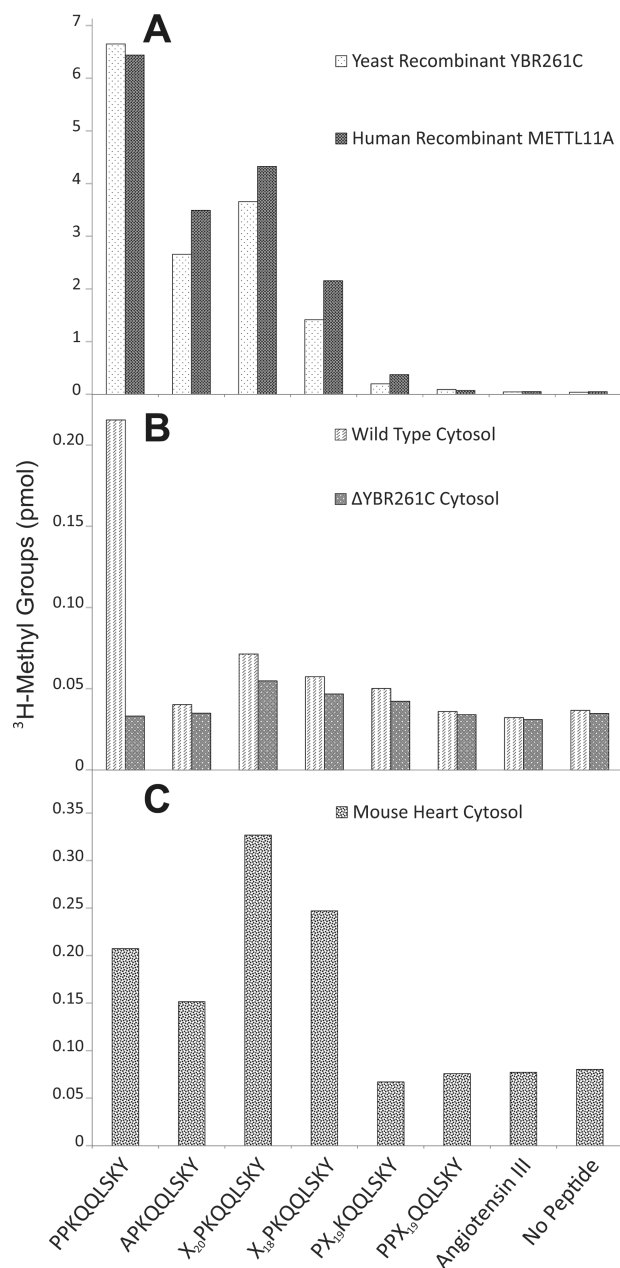 A
7
6
5
4
3
2
1
0
Yeast Recombinant YBR261C
Human Recombinant METTL11A
B
0.20
0.15
0.10
0.05
0
Wild Type Cytosol
ΔYBR261C Cytosol
³H-Methyl Groups (pmol)
C
0.35
0.30
0.25
0.20
0.15
0.10
0.05
0
Mouse Heart Cytosol
PPKQQLSKY
APKQQLSKY
X₂₀PKQQLSKY
X₁₈PKQQLSKY
PX₁₉KQQLSKY
PPX₁₉QQLSKY
Angiotensin III
No Peptide